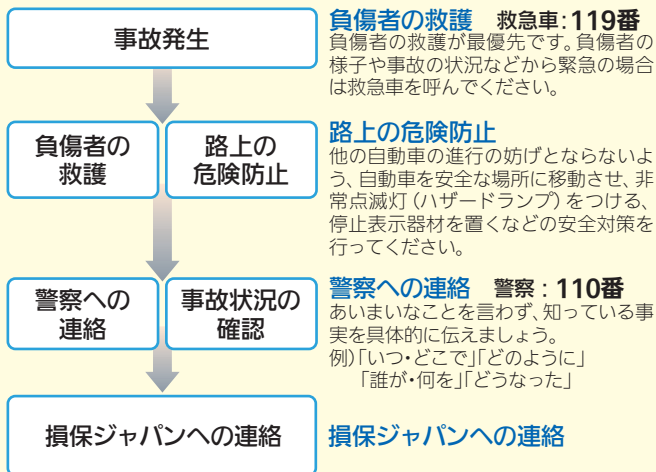 事故発生
負傷者の
救護
路上の
危険防止
警察への
連絡
事故状況の
確認
損保ジャパンへの連絡
負傷者の救護　救急車：119番
負傷者の救護が最優先です。負傷者の
様子や事故の状況などから緊急の場合
は救急車を呼んでください。
路上の危険防止
他の自動車の進行の妨げとならないよ
う、自動車を安全な場所に移動させ、非
常点滅灯（ハザードランプ）をつける、
停止表示器材を置くなどの安全対策を
行ってください。
警察への連絡　警察：110番
あいまいなことを言わず、知っている事
実を具体的に伝えましょう。
例）「いつ・どこで」「どのように」
「誰が・何を」「どうなった」
損保ジャパンへの連絡